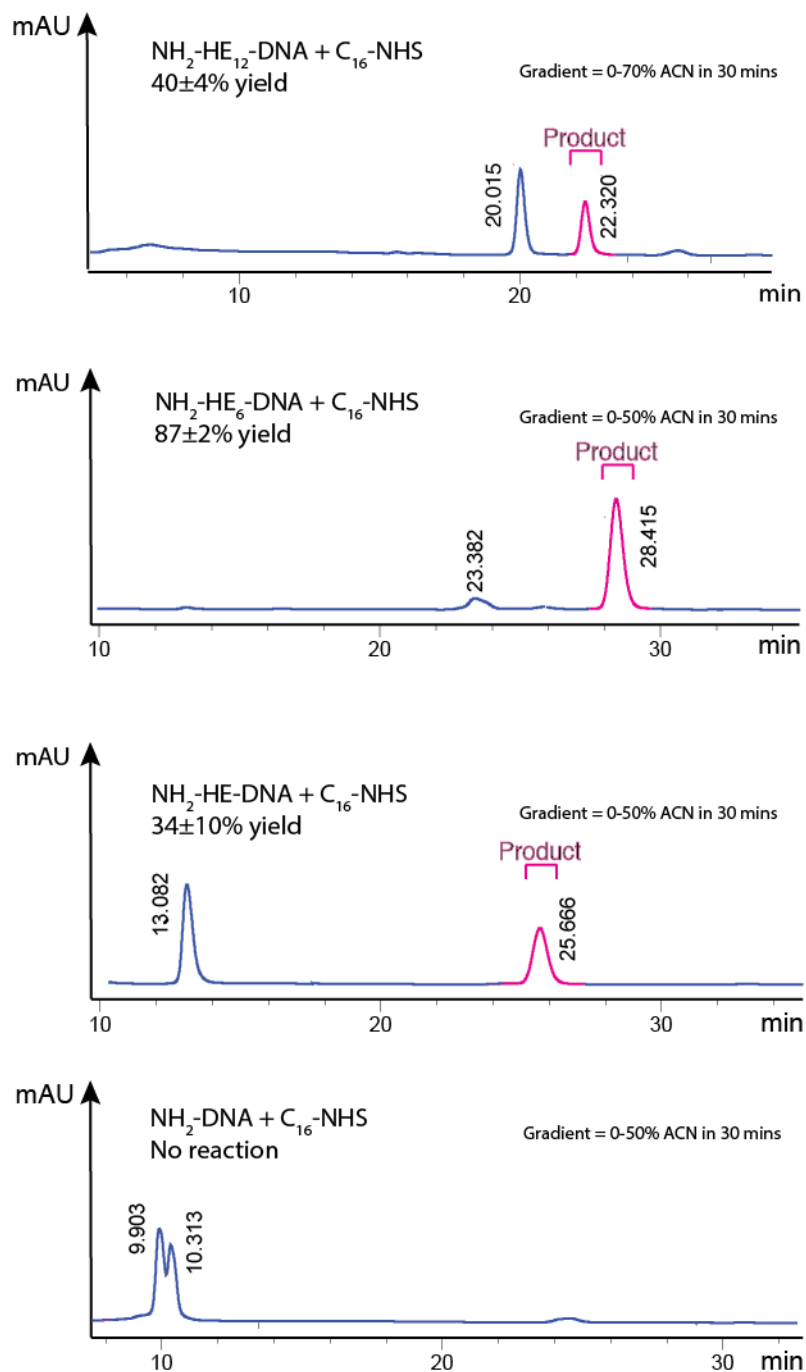 mAU
NH₂-HE₁₂-DNA + C₁₆-NHS
40±4% yield
Gradient = 0-70% ACN in 30 mins
Product
20.015
22.320
10
20
min
mAU
NH₂-HE₆-DNA + C₁₆-NHS
87±2% yield
Gradient = 0-50% ACN in 30 mins
Product
23.382
28.415
10
20
30
min
mAU
NH₂-HE-DNA + C₁₆-NHS
34±10% yield
Gradient = 0-50% ACN in 30 mins
Product
13.082
25.666
10
20
30
min
mAU
NH₂-DNA + C₁₆-NHS
No reaction
Gradient = 0-50% ACN in 30 mins
9.903
10.313
10
20
30
min